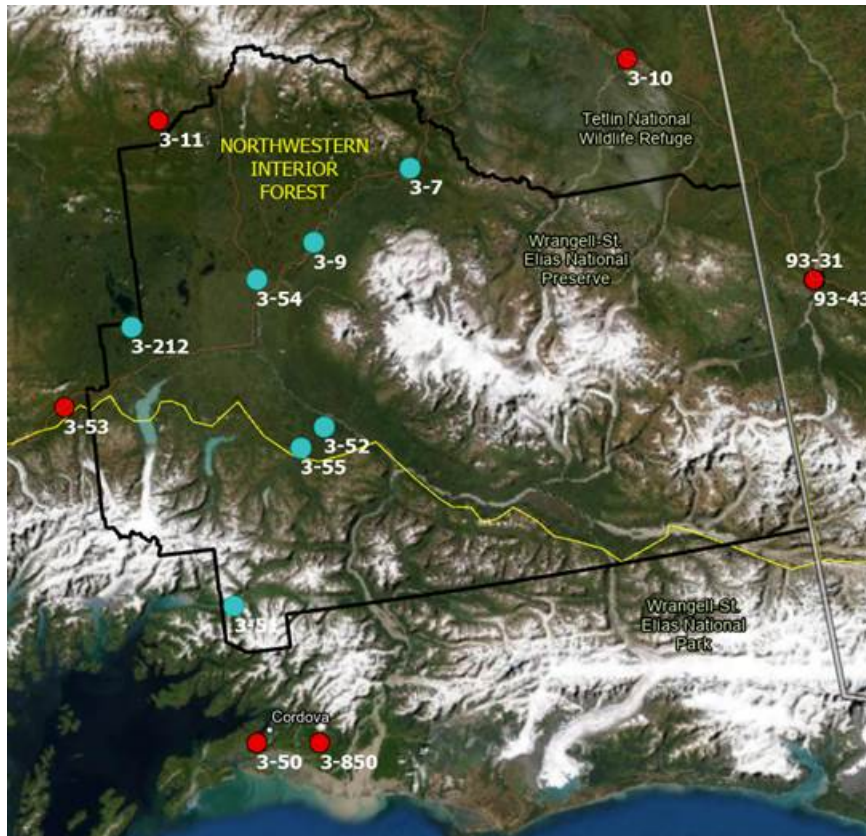 3-10
Tetlin National
Wildlife Refuge
3-11
NORTHWESTERN
INTERIOR
FOREST
3-7
3-9
Wrangell-St.
Elias National
Preserve
93-31
3-54
93-43
3-212
3-53
3-52
3-55
Wrangell-St.
Elias National
Park
Cordova
3-50
3-850